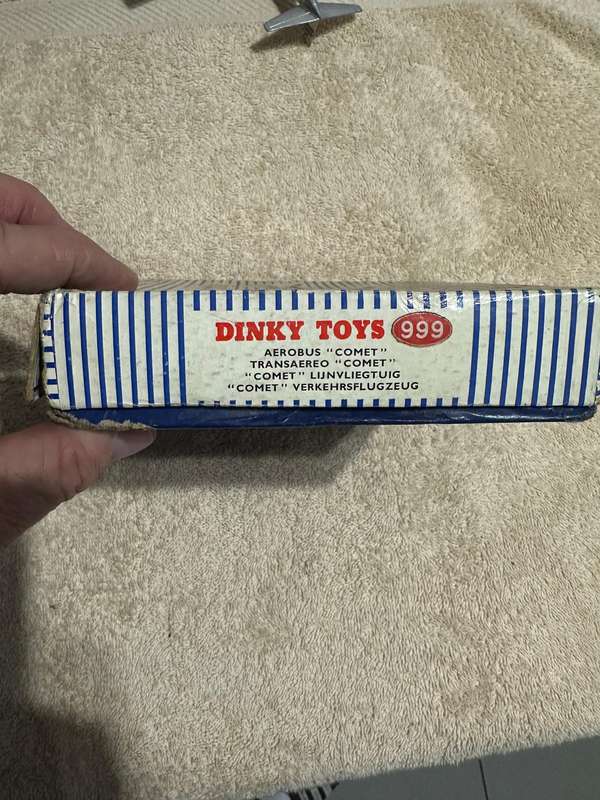 DINKY TOYS 999
AEROBUS "COMET"
TRANSAEREO "COMET"
"COMET" LIJNVLIEGTUIG
"COMET" VERKEHRSFLUGZEUG